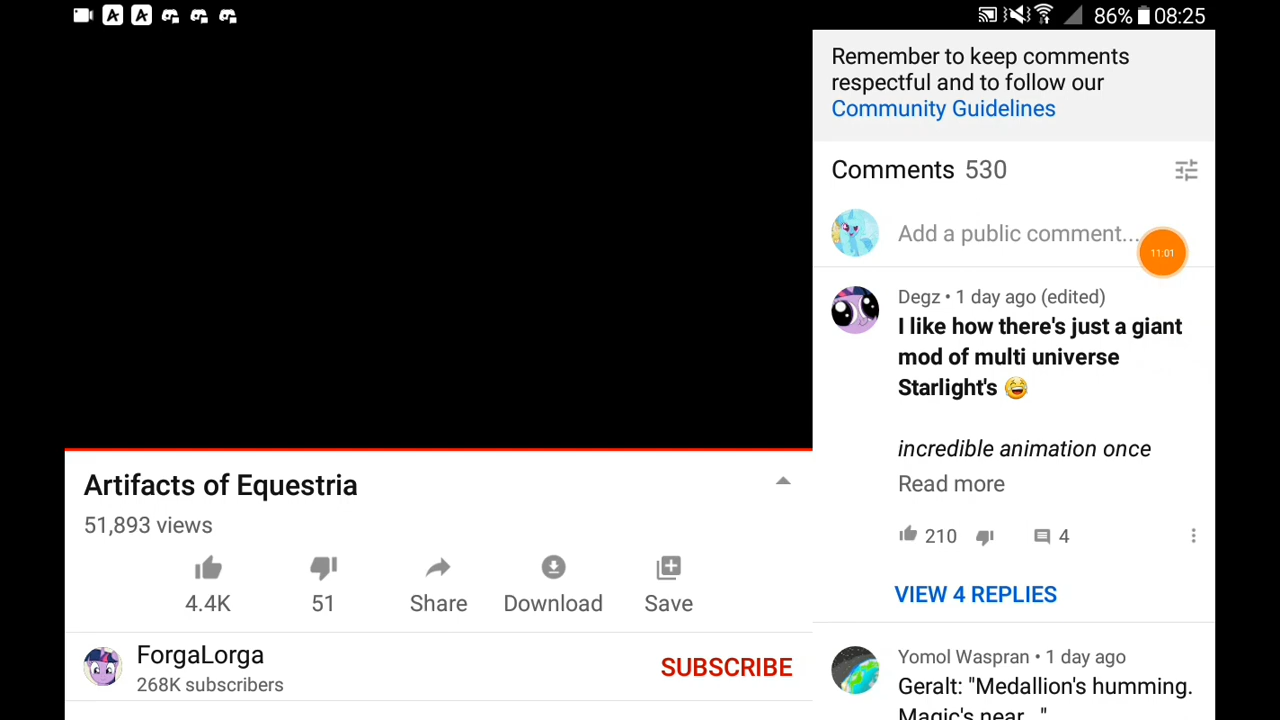 86% 08:25
Remember to keep comments
respectful and to follow our
Community Guidelines
Comments 530
Add a public comment...
11:01
Degz • 1 day ago (edited)
I like how there's just a giant
mod of multi universe
Starlight's 😂
incredible animation once
Read more
210 4
VIEW 4 REPLIES
Yomol Waspran • 1 day ago
Geralt: "Medallion's humming.
Magic's near..."
Artifacts of Equestria
51,893 views
4.4K 51 Share Download Save
ForgaLorga
268K subscribers
SUBSCRIBE